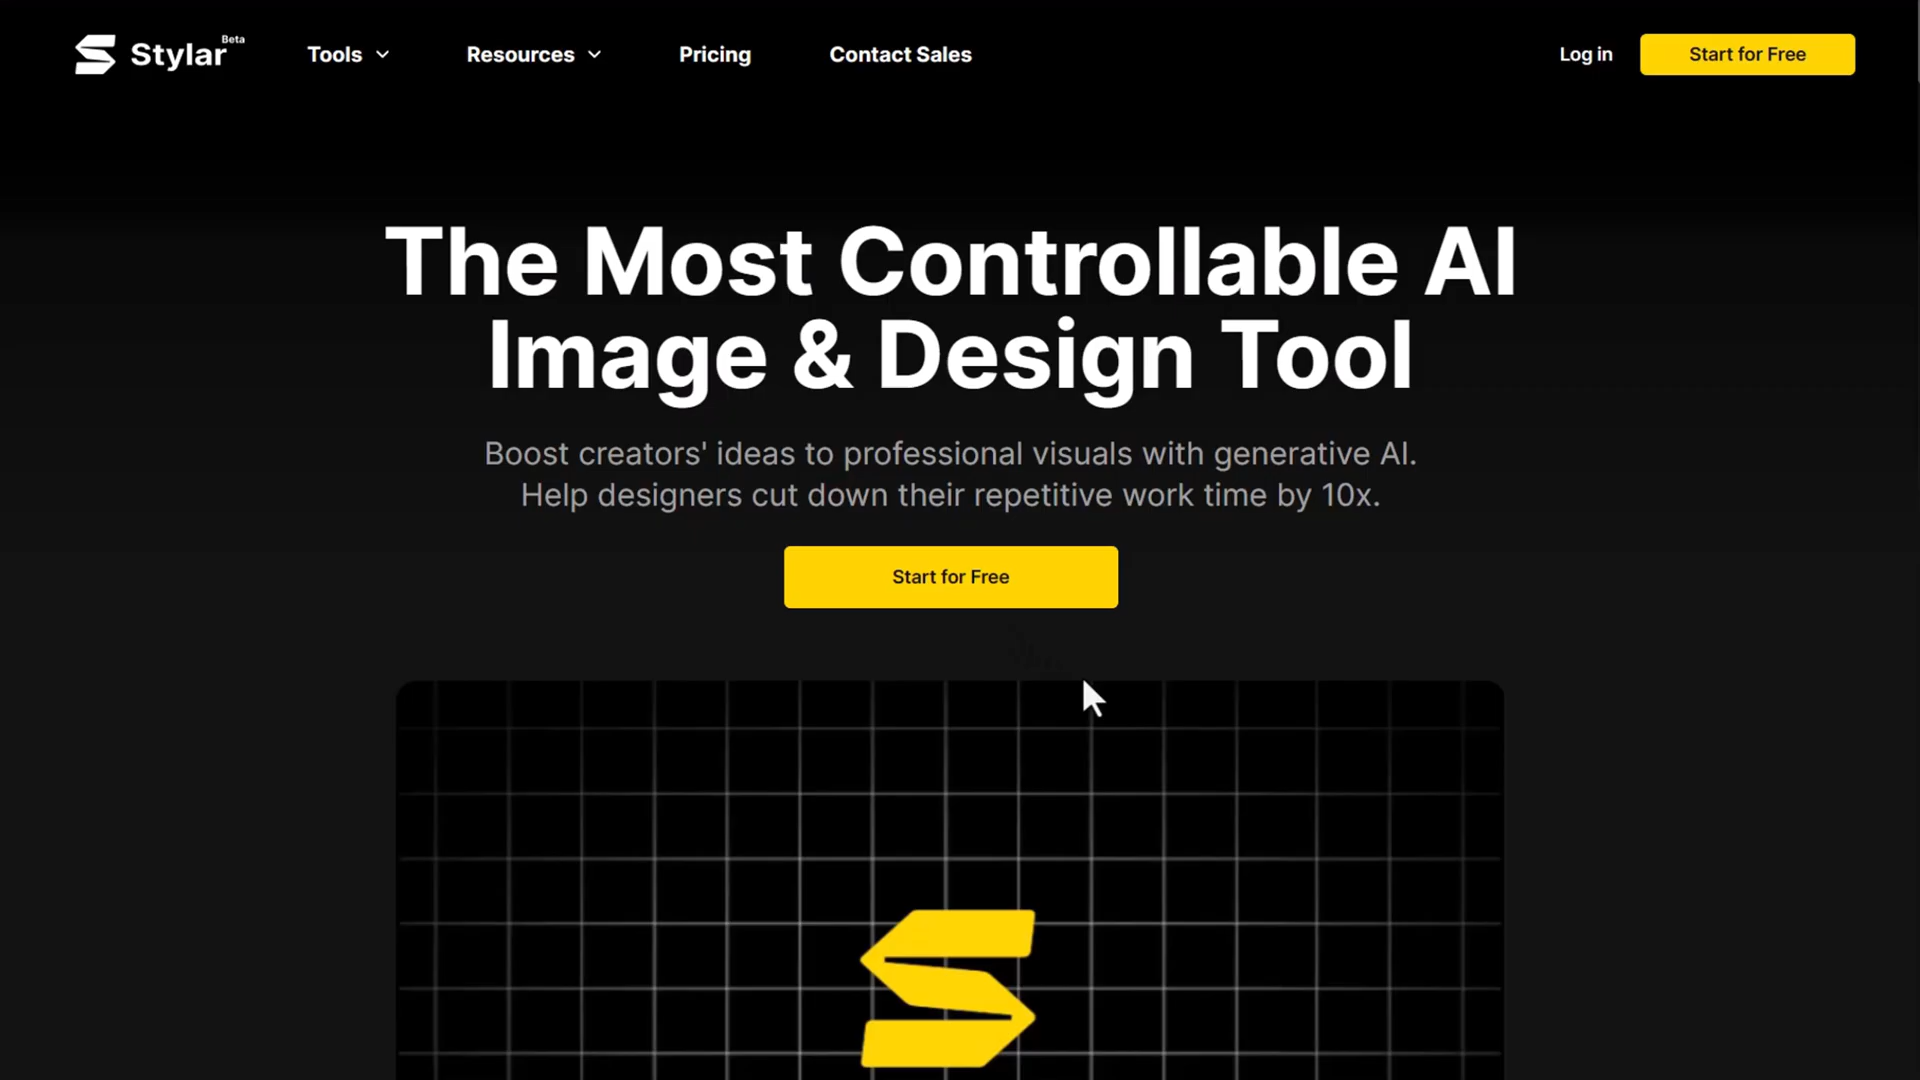 Stylar Beta
Tools
Resources
Pricing
Contact Sales
Log in
Start for Free
The Most Controllable AI
Image & Design Tool
Boost creators' ideas to professional visuals with generative AI.
Help designers cut down their repetitive work time by 10x.
Start for Free